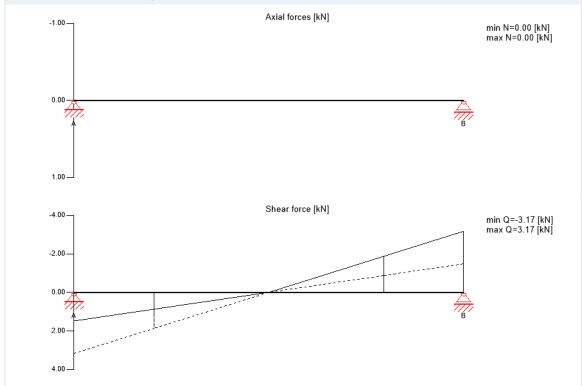 Axial forces [kN]
-1.00
min N=0.00 [kN]
max N=0.00 [kN]
0.00
A
B
1.00
Shear force [kN]
-4.00
min Q=-3.17 [kN]
max Q=3.17 [kN]
-2.00
0.00
A
B
2.00
4.00